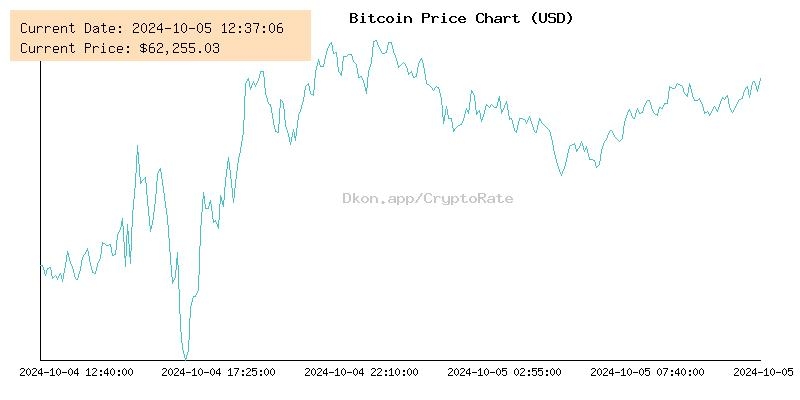 Bitcoin Price Chart (USD)
Current Date: 2024-10-05 12:37:06
Current Price: $62,255.03
Dkon.app/CryptoRate
2024-10-04 12:40:00 2024-10-04 17:25:00 2024-10-04 22:10:00 2024-10-05 02:55:00 2024-10-05 07:40:00 2024-10-05